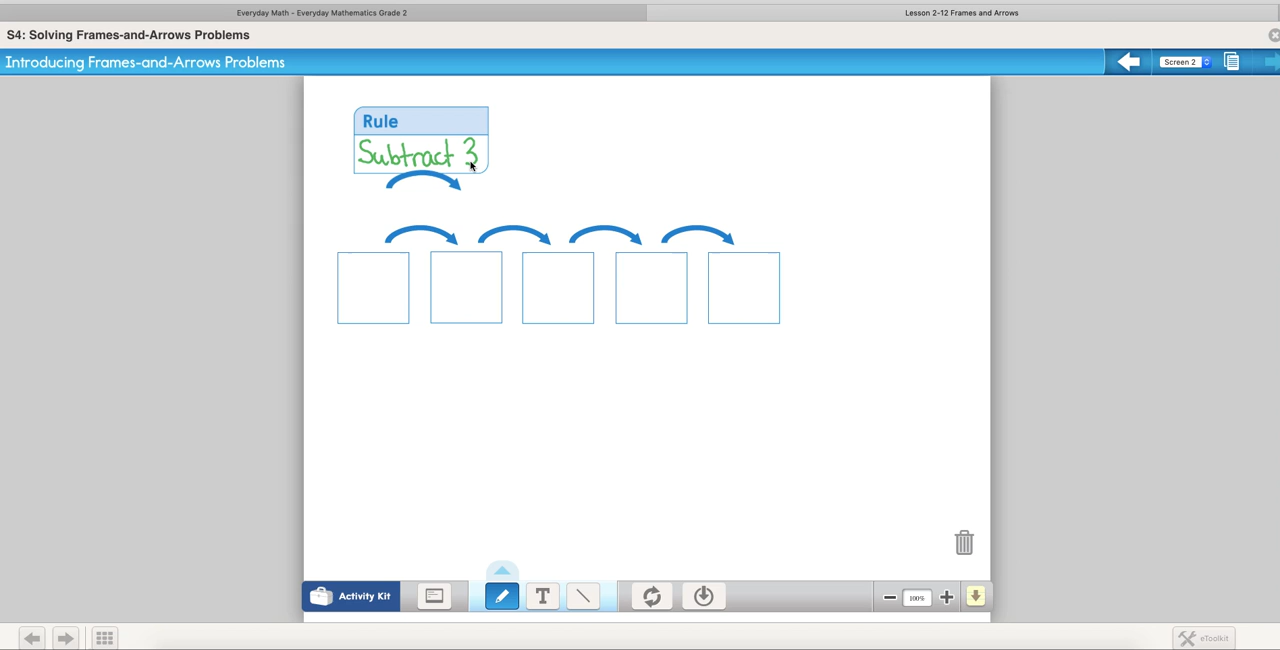 Everyday Math - Everyday Mathematics Grade 2
Lesson 2-12 Frames and Arrows
S4: Solving Frames-and-Arrows Problems
Introducing Frames-and-Arrows Problems
Screen 2
Rule
Subtract 3
Activity Kit
T
100%
eToolkit